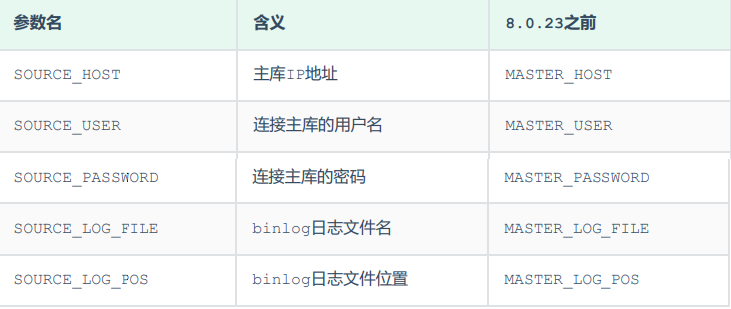 参数名 含义 8.0.23之前
SOURCE_HOST 主库IP地址 MASTER_HOST
SOURCE_USER 连接主库的用户名 MASTER_USER
SOURCE_PASSWORD 连接主库的密码 MASTER_PASSWORD
SOURCE_LOG_FILE binlog日志文件名 MASTER_LOG_FILE
SOURCE_LOG_POS binlog日志文件位置 MASTER_LOG_POS